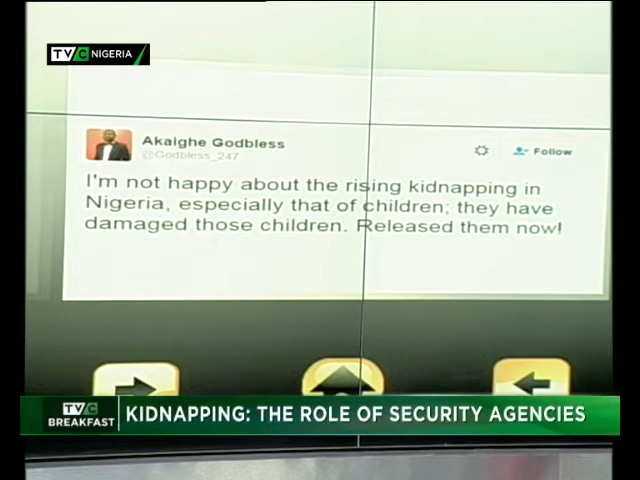 TVC NIGERIA
Akaighe Godbless
@Godbless_247
Follow
I'm not happy about the rising kidnapping in
Nigeria, especially that of children; they have
damaged those children. Released them now!
TVC
BREAKFAST
KIDNAPPING: THE ROLE OF SECURITY AGENCIES